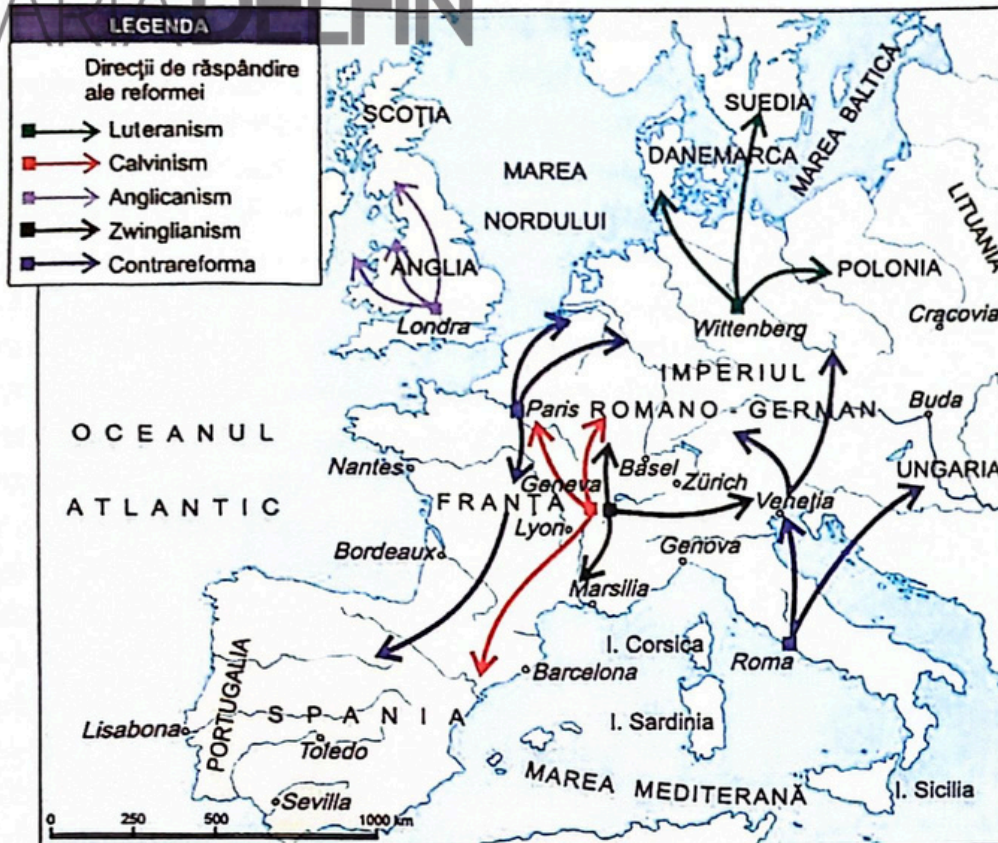 ARIADELFIN
LEGENDA
Direcții de răspândire
ale reformei
Luteranism
Calvinism
Anglicanism
Zwinglianism
Contrareforma
SCOȚIA
SUEDIA
DANEMARCA
MAREA BALTICĂ
MAREA
NORDULUI
LITUANIA
ANGLIA
POLONIA
Londra
Wittenberg
Cracovia
IMPERIUL
Paris
ROMANO - GERMAN
Buda
OCEANUL
Nantes
Basel
UNGARIA
Geneva
Zürich
ATLANTIC
FRANȚA
Veneția
Lyon
Bordeaux
Genova
Marsilia
I. Corsica
Roma
PORTUGALIA
Barcelona
SPANIA
I. Sardinia
Lisabona
Toledo
MAREA MEDITERANĂ
I. Sicilia
Sevilla
0 250 500 1000 km